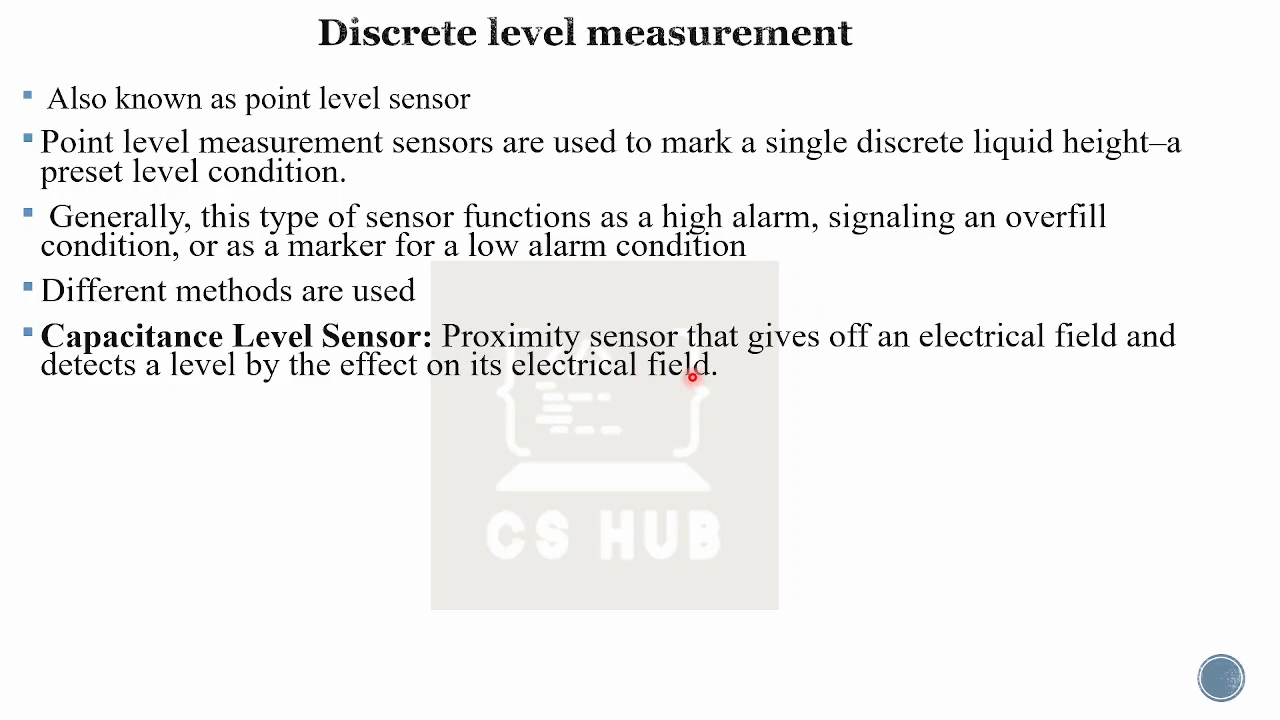 Discrete level measurement
Also known as point level sensor
Point level measurement sensors are used to mark a single discrete liquid height–a
preset level condition.
Generally, this type of sensor functions as a high alarm, signaling an overfill
condition, or as a marker for a low alarm condition
Different methods are used
Capacitance Level Sensor: Proximity sensor that gives off an electrical field and
detects a level by the effect on its electrical field.
CS HUB